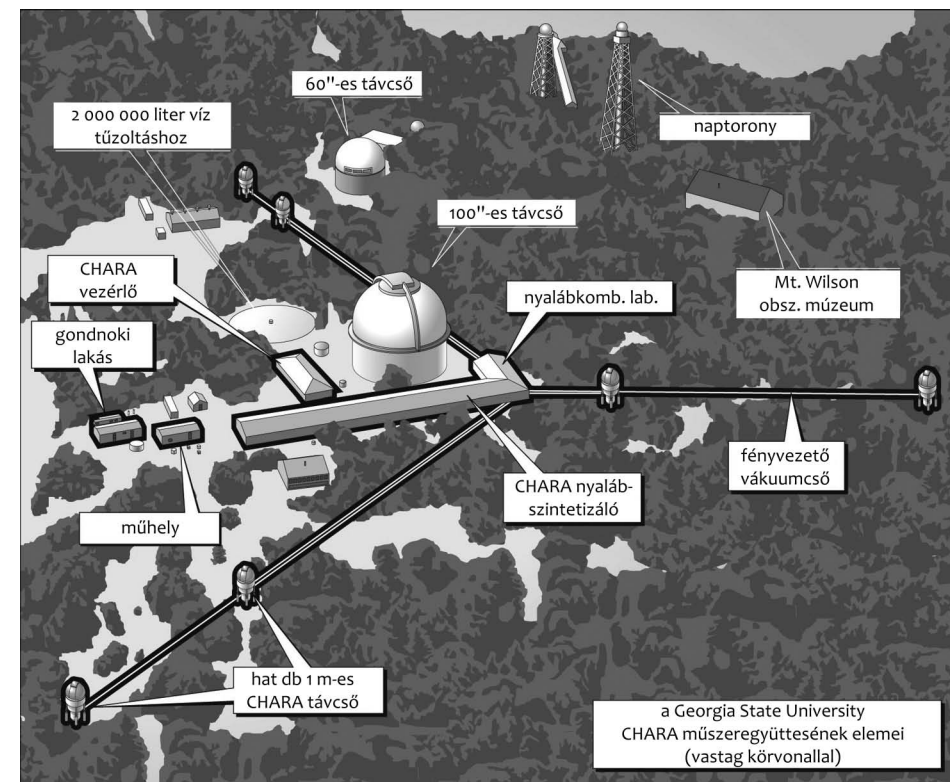 60"-es távcső
2 000 000 liter víz
tűzoltáshoz
naptorony
100"-es távcső
CHARA
vezérlő
nyalábkomb. lab.
Mt. Wilson
obsz. múzeum
gondnoki
lakás
fényvezető
vákuumcső
CHARA nyaláb-
szintetizáló
műhely
hat db 1 m-es
CHARA távcső
a Georgia State University
CHARA műszeregyüttesének elemei
(vastag körvonallal)